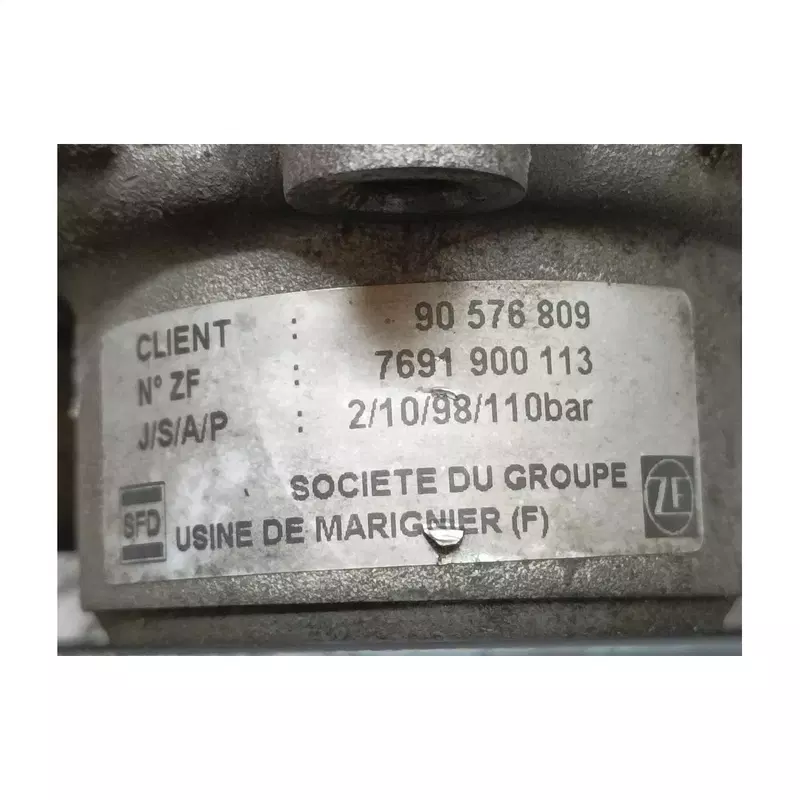 CLIENT : 90 576 809
N° ZF : 7691 900 113
J/S/A/P : 2/10/98/110bar
SOCIETE DU GROUPE ZF
SFD USINE DE MARIGNIER (F)